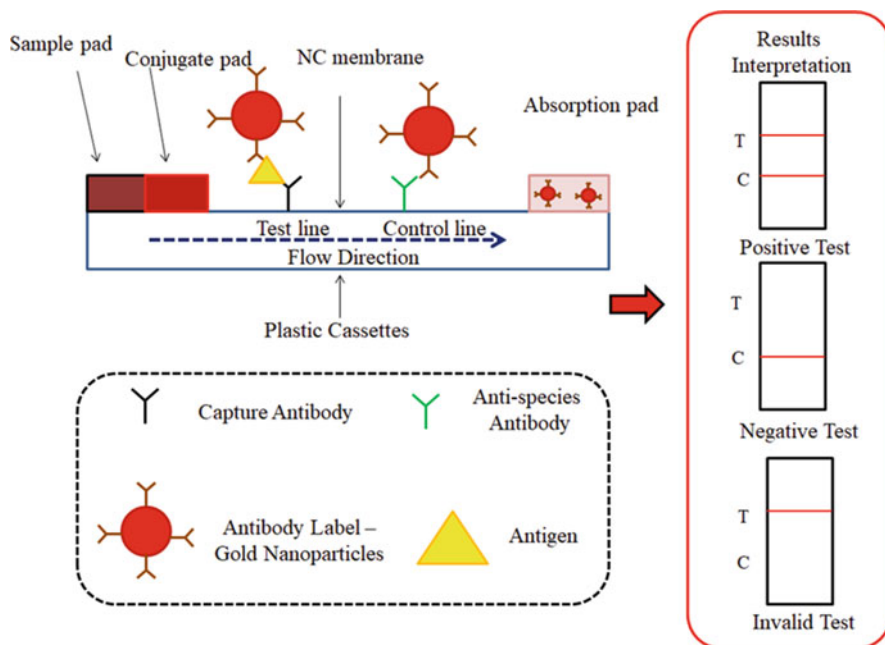 Sample pad
Conjugate pad
NC membrane
Absorption pad
Test line
Control line
Flow Direction
Plastic Cassettes
Capture Antibody
Anti-species
Antibody
Antibody Label –
Gold Nanoparticles
Antigen
Results
Interpretation
T
C
Positive Test
T
C
Negative Test
T
C
Invalid Test